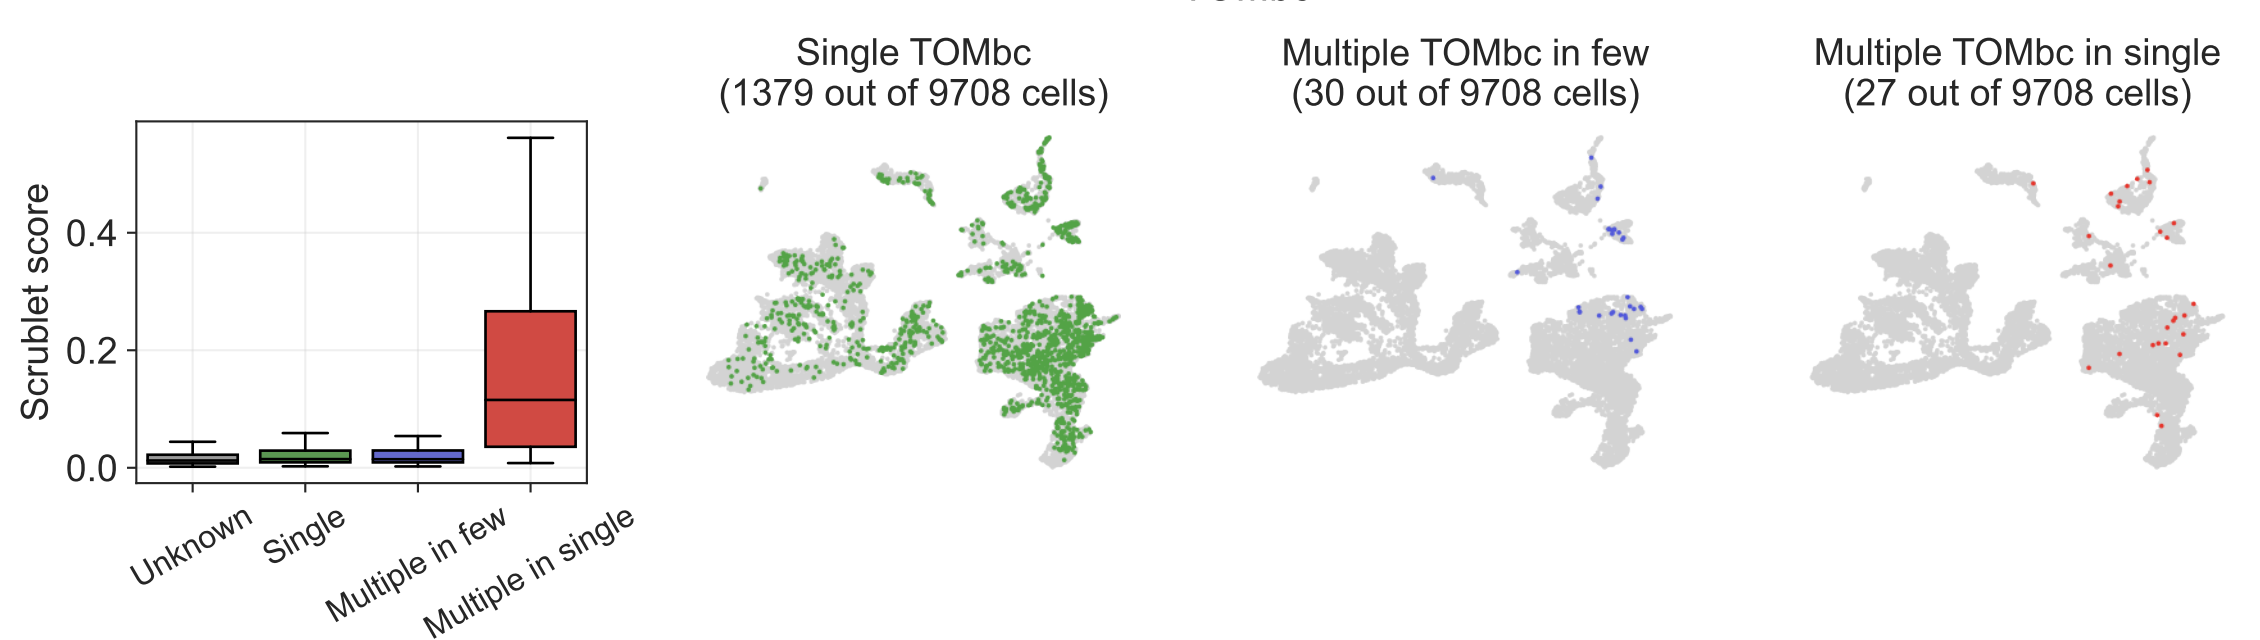 Single TOMbc
(1379 out of 9708 cells)
Multiple TOMbc in few
(30 out of 9708 cells)
Multiple TOMbc in single
(27 out of 9708 cells)
Scrublet score
0.4
0.2
0.0
Unknown
Single
Multiple in few
Multiple in single